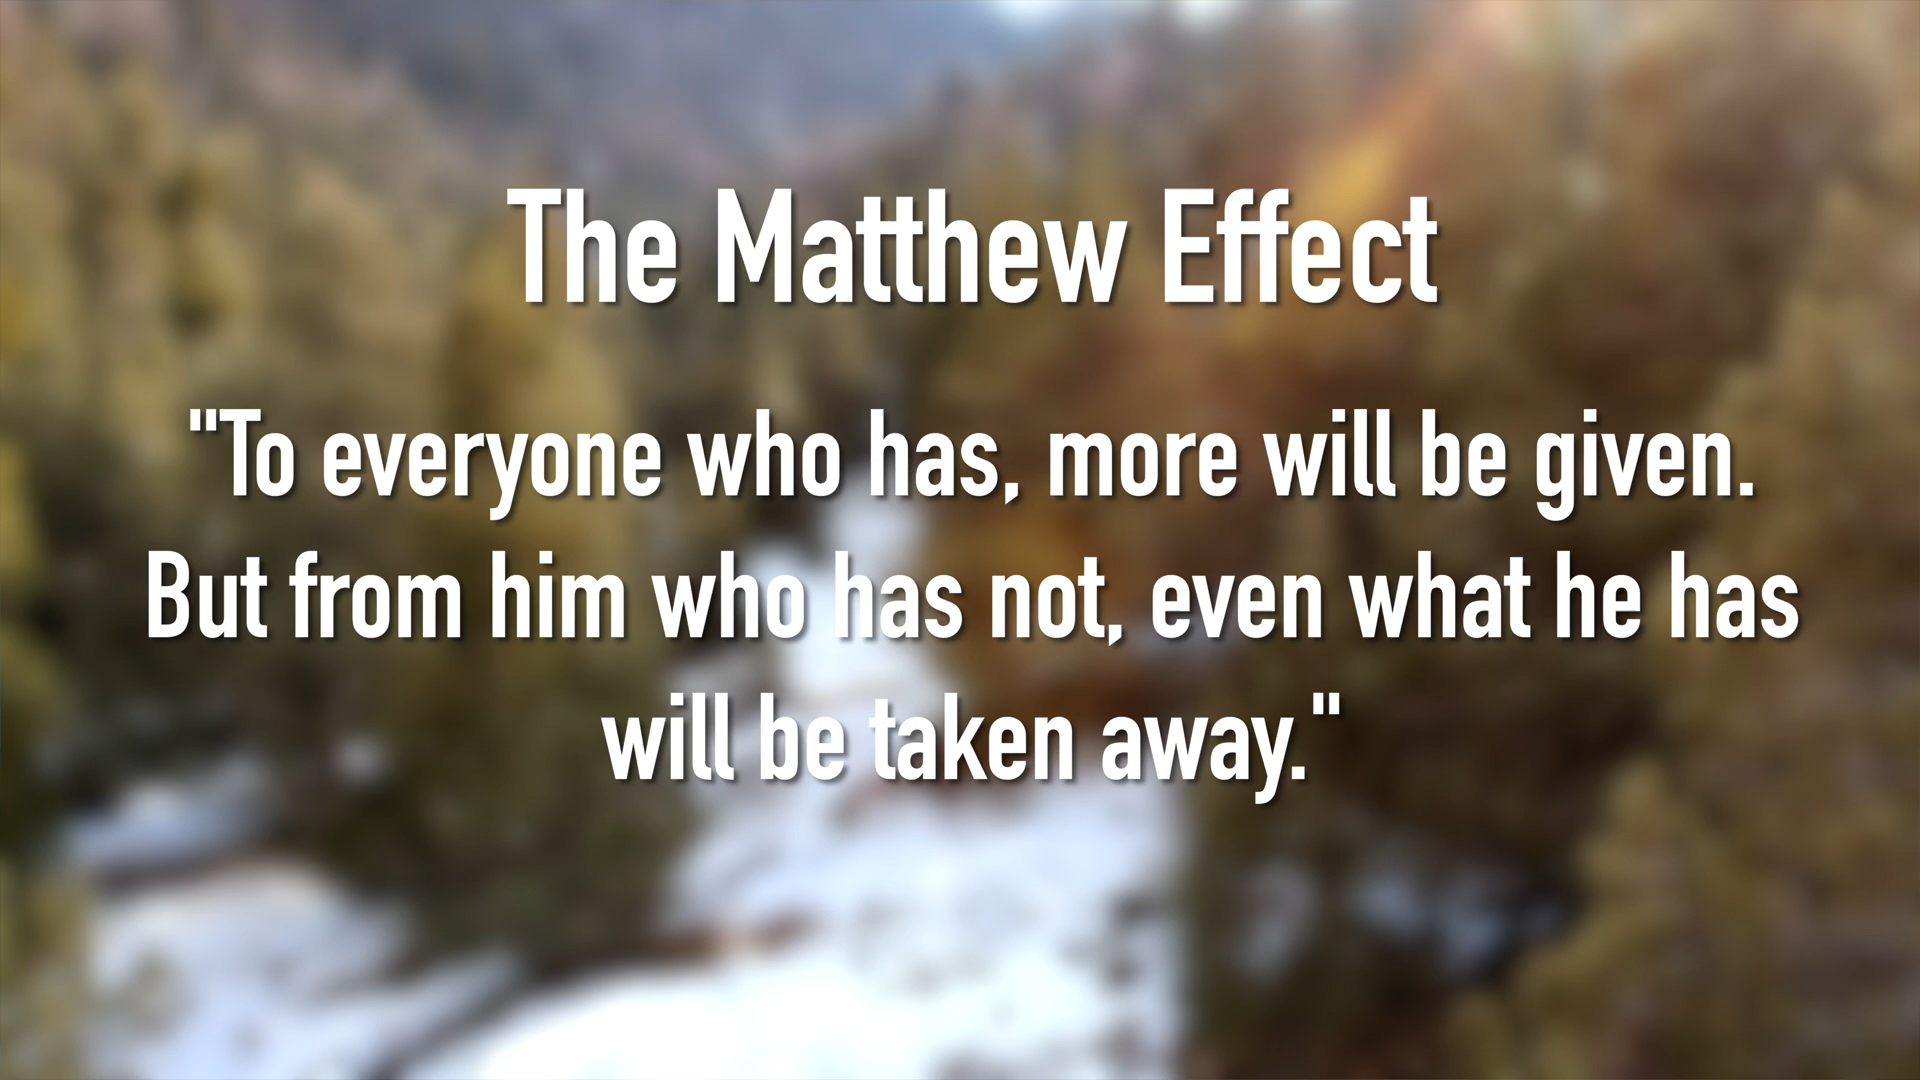 The Matthew Effect
"To everyone who has, more will be given.
But from him who has not, even what he has
will be taken away."